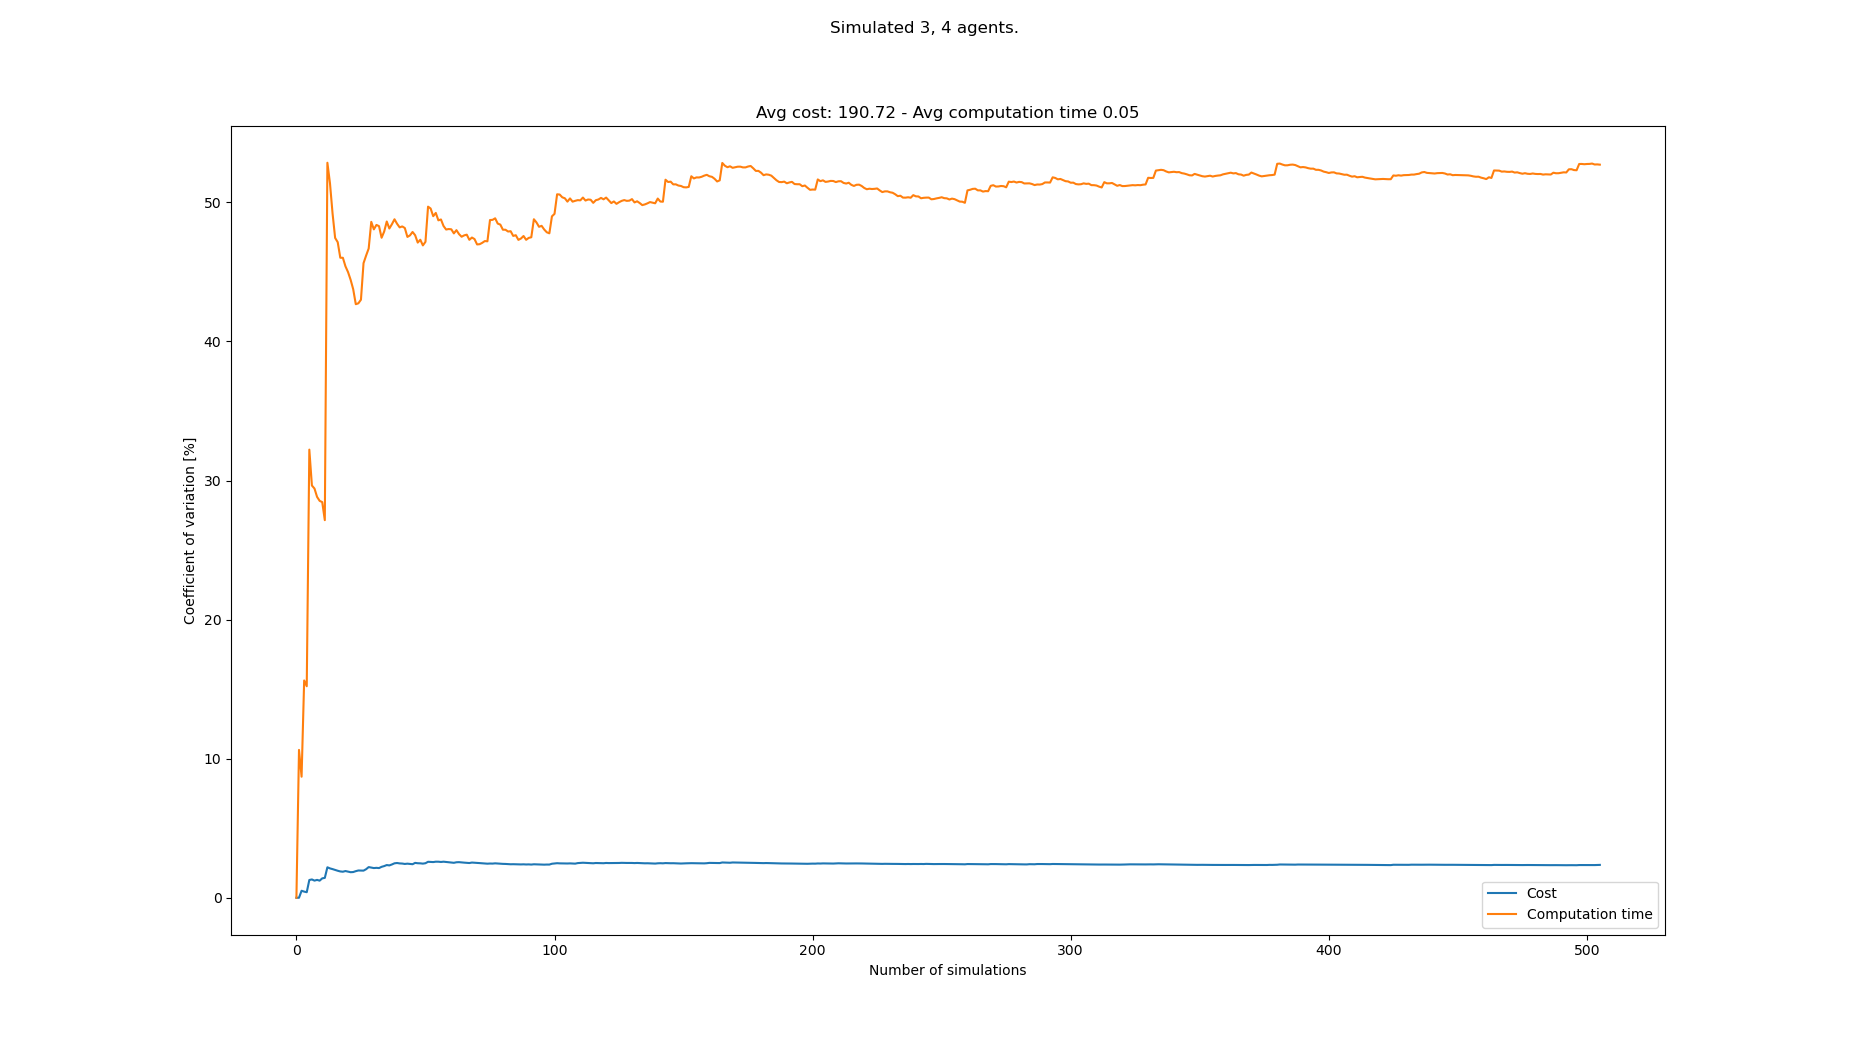 Simulated 3, 4 agents.
Avg cost: 190.72 - Avg computation time 0.05
Coefficient of variation [%]
50
40
30
20
10
0
0 100 200 300 400 500
Number of simulations
Cost
Computation time